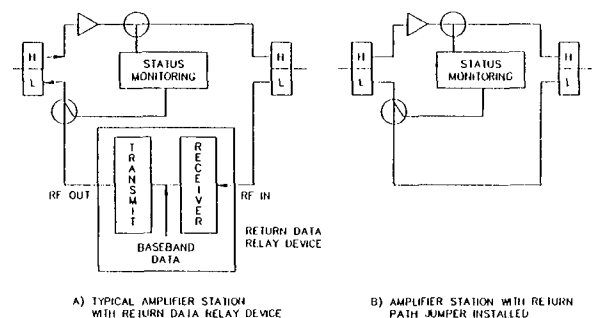 H
L
STATUS
MONITORING
H
L
TRANSMIT
RECEIVER
RF OUT
RF IN
BASEBAND
DATA
RETURN DATA
RELAY DEVICE
A) TYPICAL AMPLIFIER STATION
WITH RETURN DATA RELAY DEVICE
H
L
STATUS
MONITORING
H
L
B) AMPLIFIER STATION WITH RETURN
PATH JUMPER INSTALLED